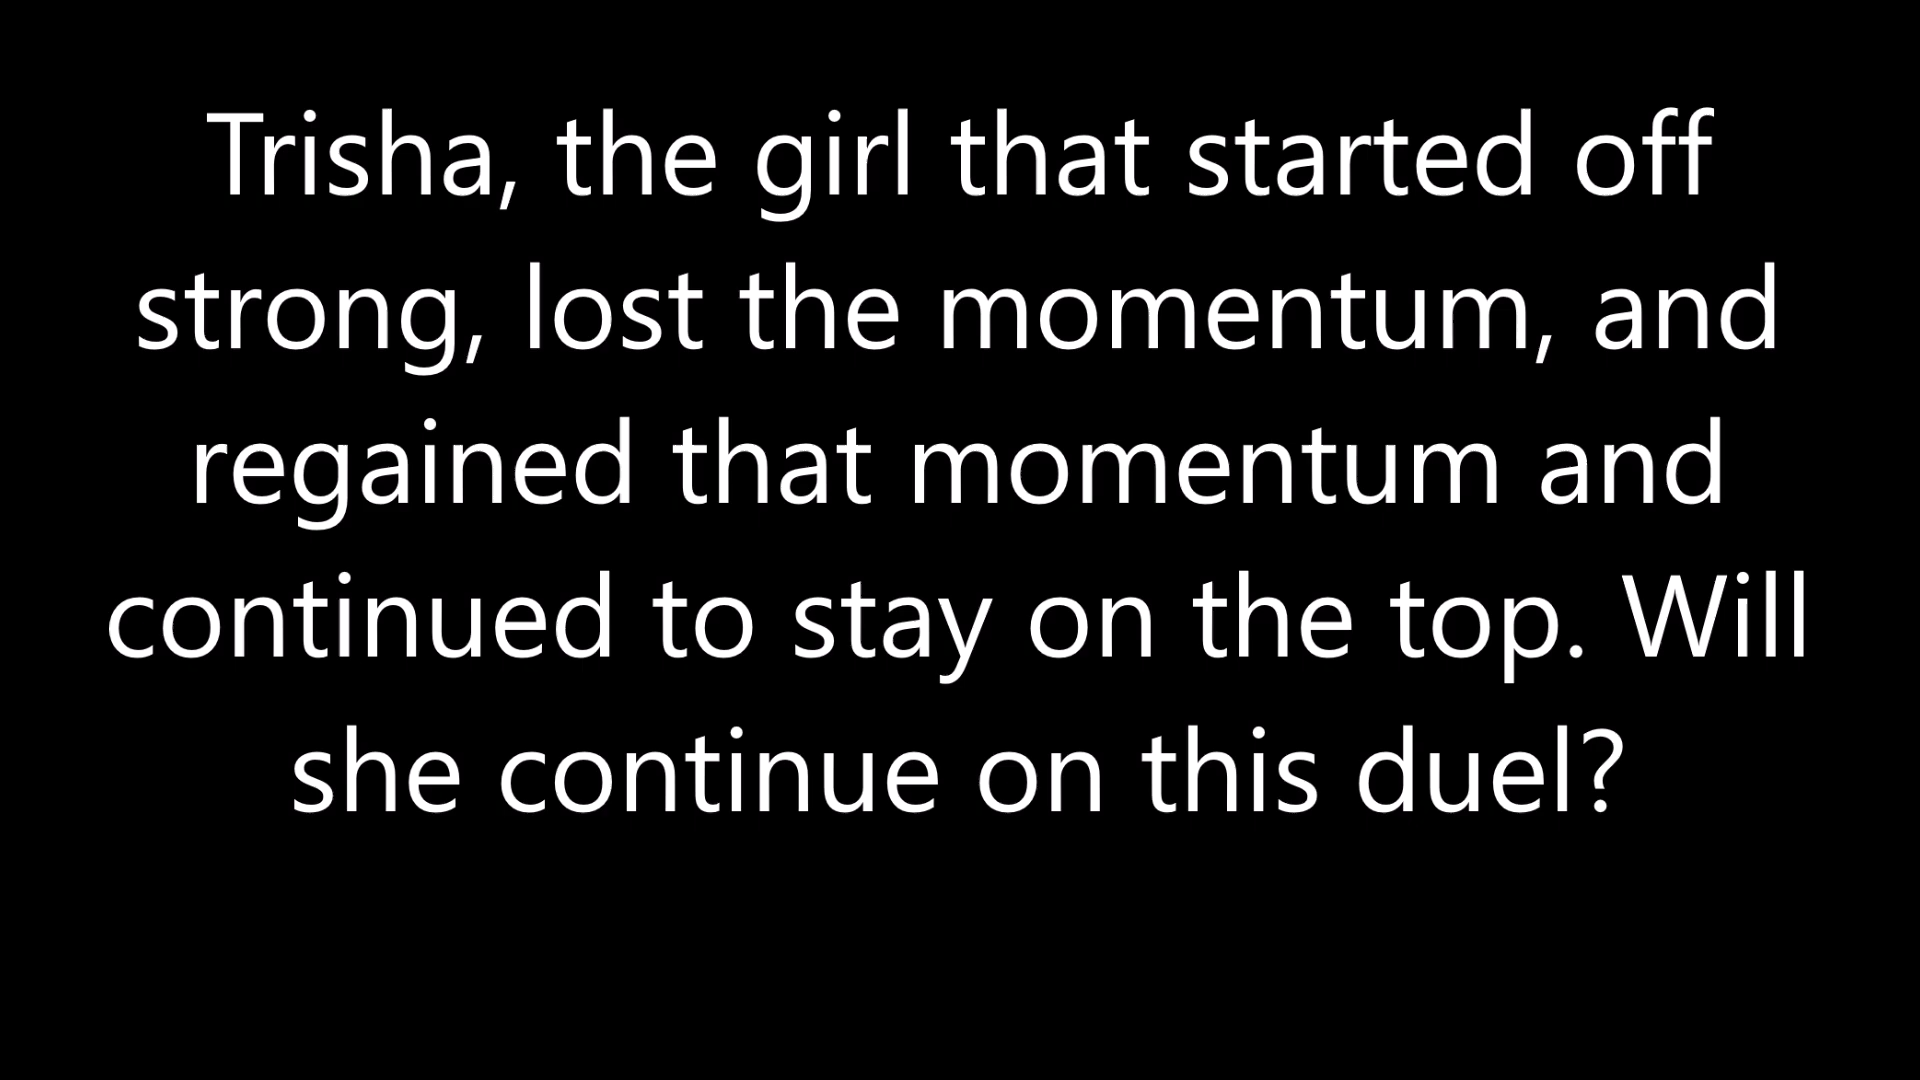 Trisha, the girl that started off
strong, lost the momentum, and
regained that momentum and
continued to stay on the top. Will
she continue on this duel?